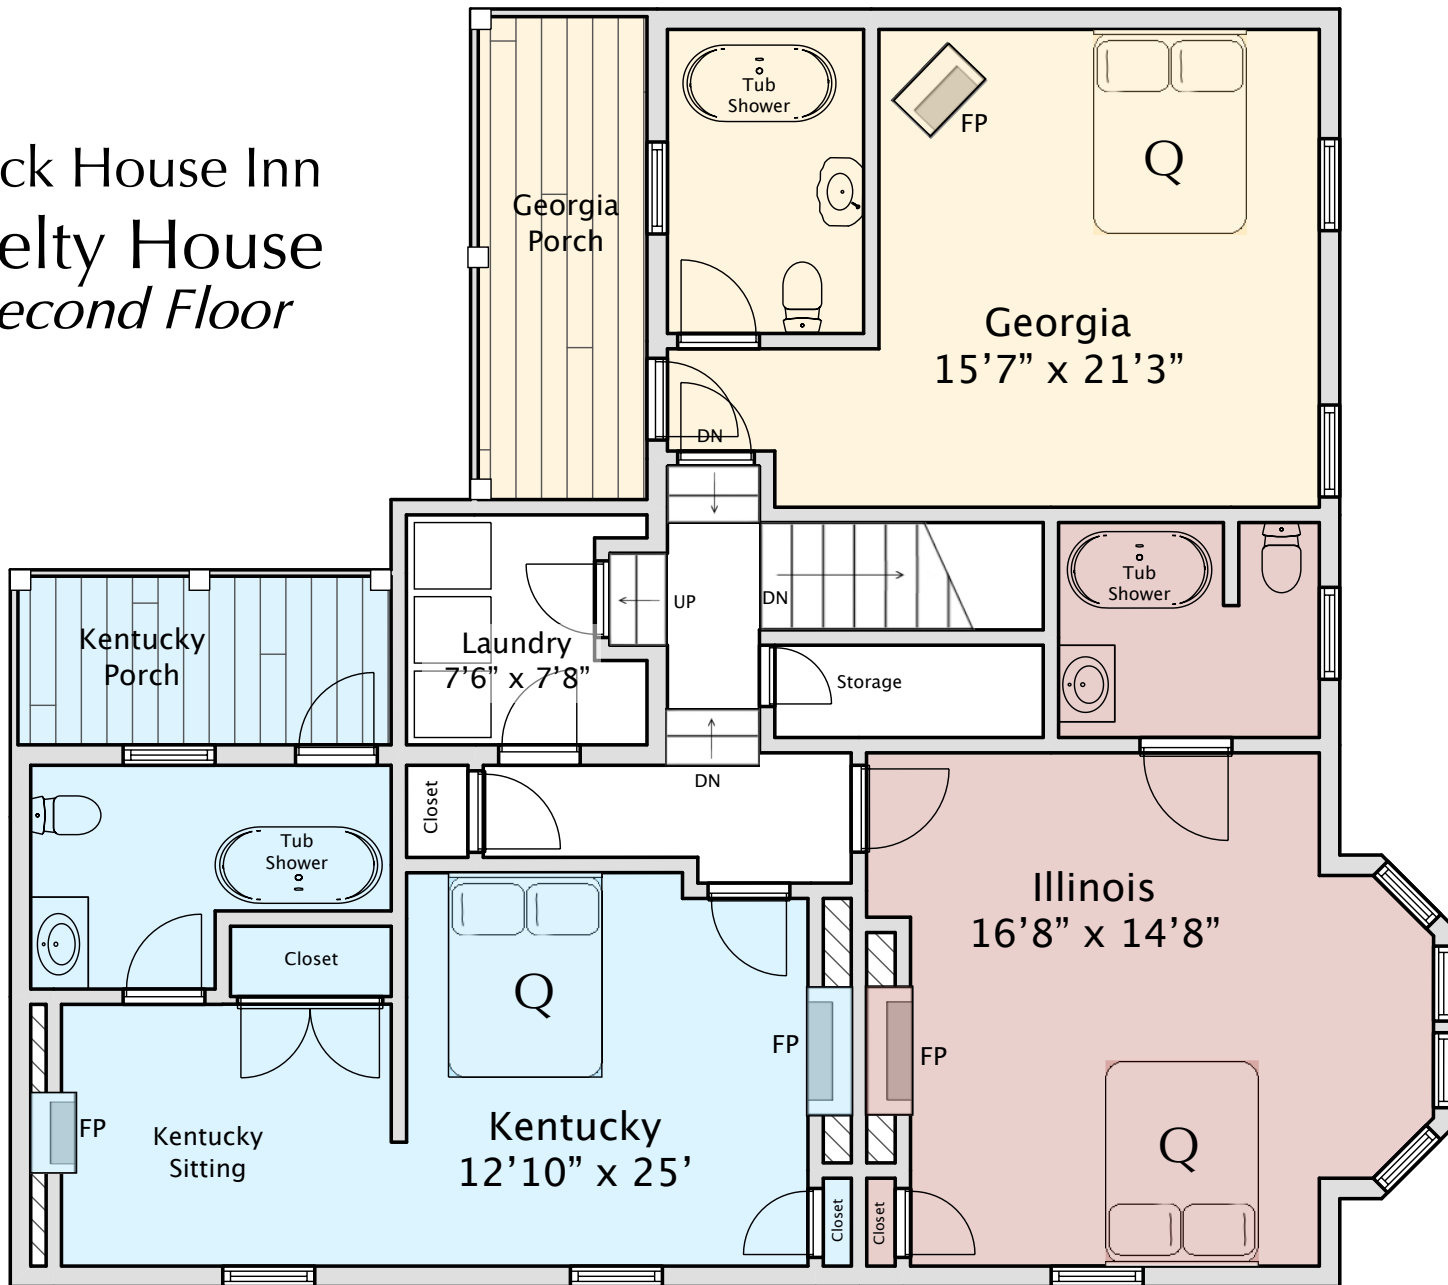 ck House Inn
elty House
econd Floor
Tub
Shower
FP
Q
Georgia
Porch
Georgia
15’7” x 21’3”
DN
Tub
Shower
UP
DN
Kentucky
Porch
Laundry
7’6” x 7’8”
Storage
DN
Closet
Tub
Shower
Illinois
16’8” x 14’8”
Closet
Q
FP
FP
FP
Kentucky
Sitting
Kentucky
12’10” x 25’
Q
Closet
Closet